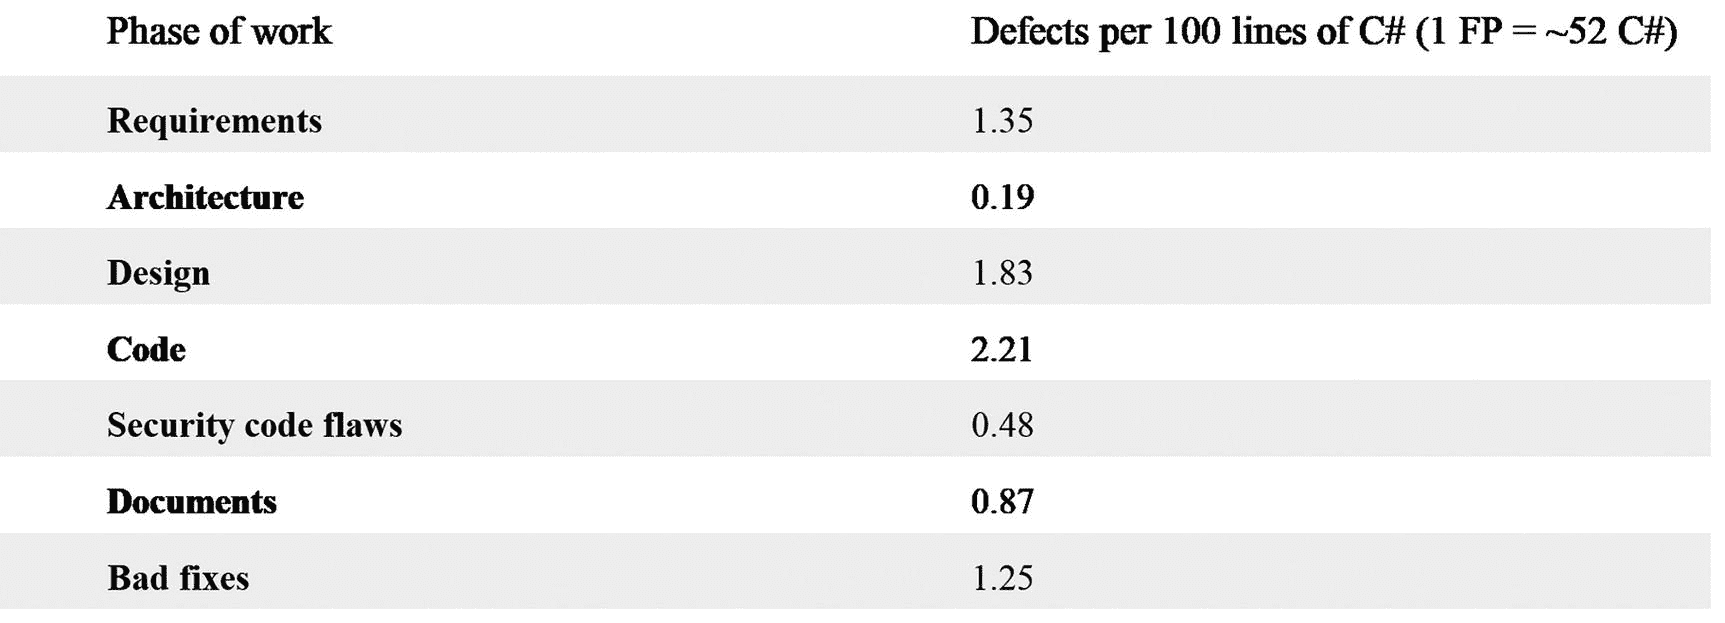 Phase of work Defects per 100 lines of C# (1 FP = ~52 C#)
Requirements 1.35
Architecture 0.19
Design 1.83
Code 2.21
Security code flaws 0.48
Documents 0.87
Bad fixes 1.25